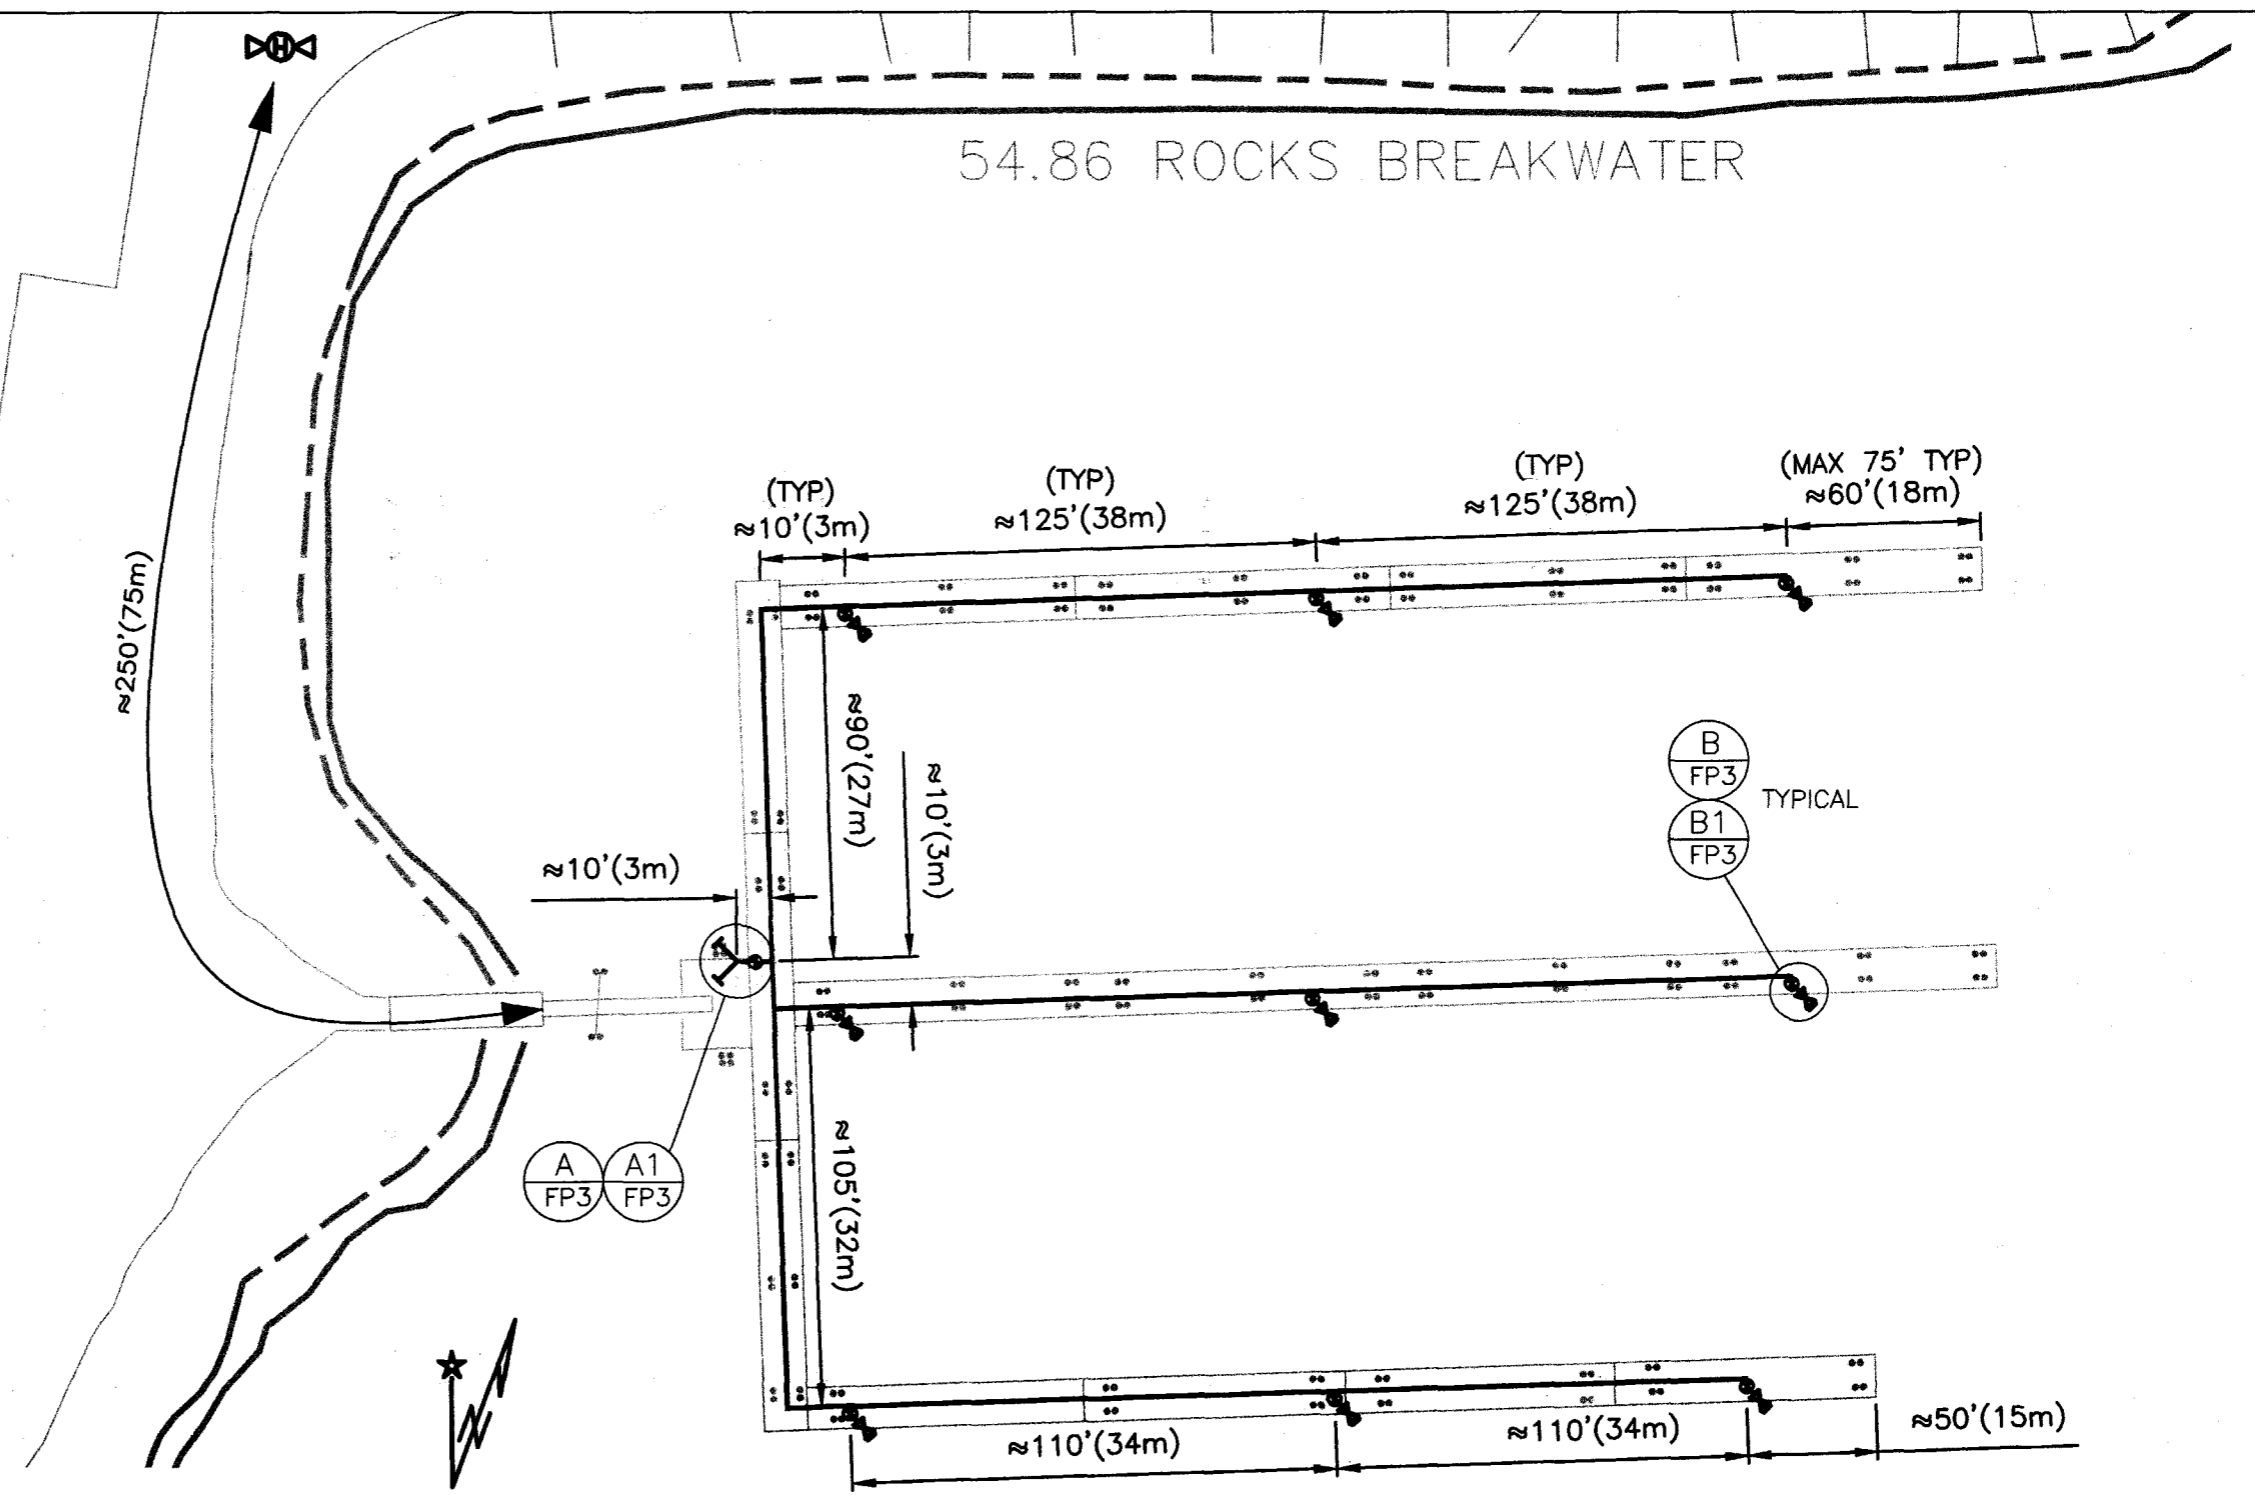 H
54.86 ROCKS BREAKWATER
(TYP)
≈10'(3m)
(TYP)
≈125'(38m)
(TYP)
≈125'(38m)
(MAX 75' TYP)
≈60'(18m)
≈250'(75m)
≈90'(27m)
≈10'(3m)
≈10'(3m)
B
FP3
B1
FP3
TYPICAL
A
FP3
A1
FP3
≈105'(32m)
≈110'(34m)
≈110'(34m)
≈50'(15m)